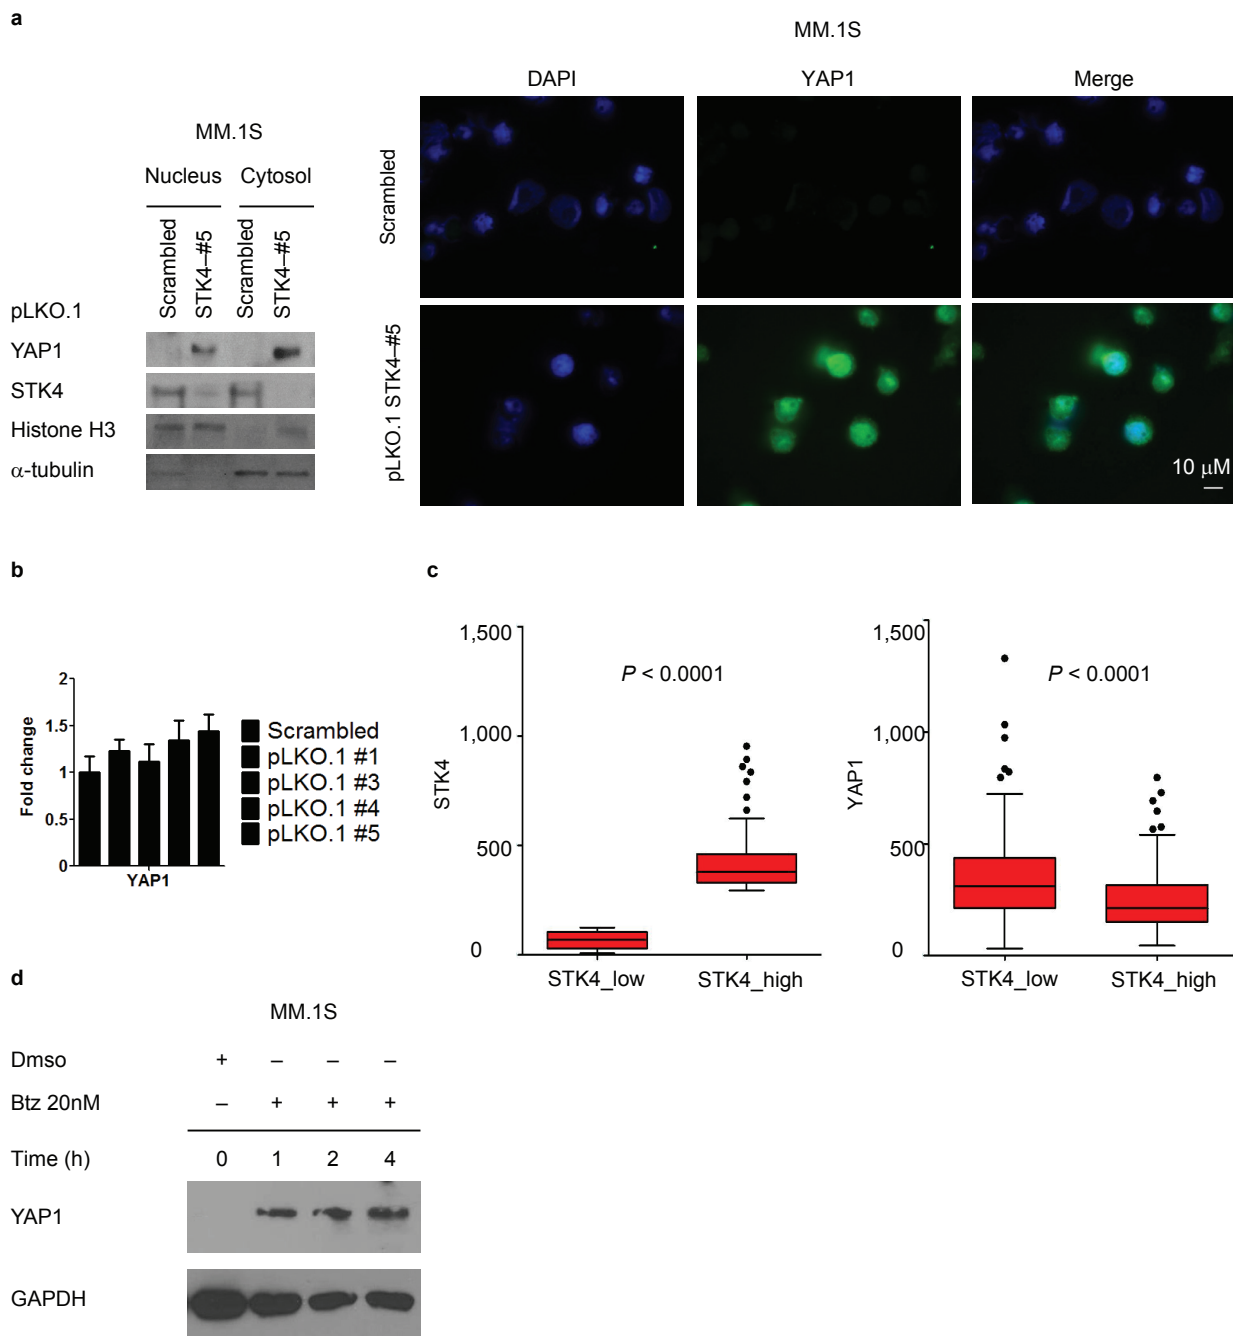 a
MM.1S
DAPI YAP1 Merge
MM.1S
Nucleus Cytosol
Scrambled STK4–#5 Scrambled STK4–#5
pLKO.1
YAP1
STK4
Histone H3
α-tubulin
Scrambled
pLKO.1 STK4–#5
10 μM
b
Fold change
2
1.5
1
0.5
0
YAP1
Scrambled
pLKO.1 #1
pLKO.1 #3
pLKO.1 #4
pLKO.1 #5
c
STK4
1,500
1,000
500
0
P < 0.0001
STK4_low STK4_high
YAP1
1,500
1,000
500
0
P < 0.0001
STK4_low STK4_high
d
MM.1S
Dmso + – – –
Btz 20nM – + + +
Time (h) 0 1 2 4
YAP1
GAPDH